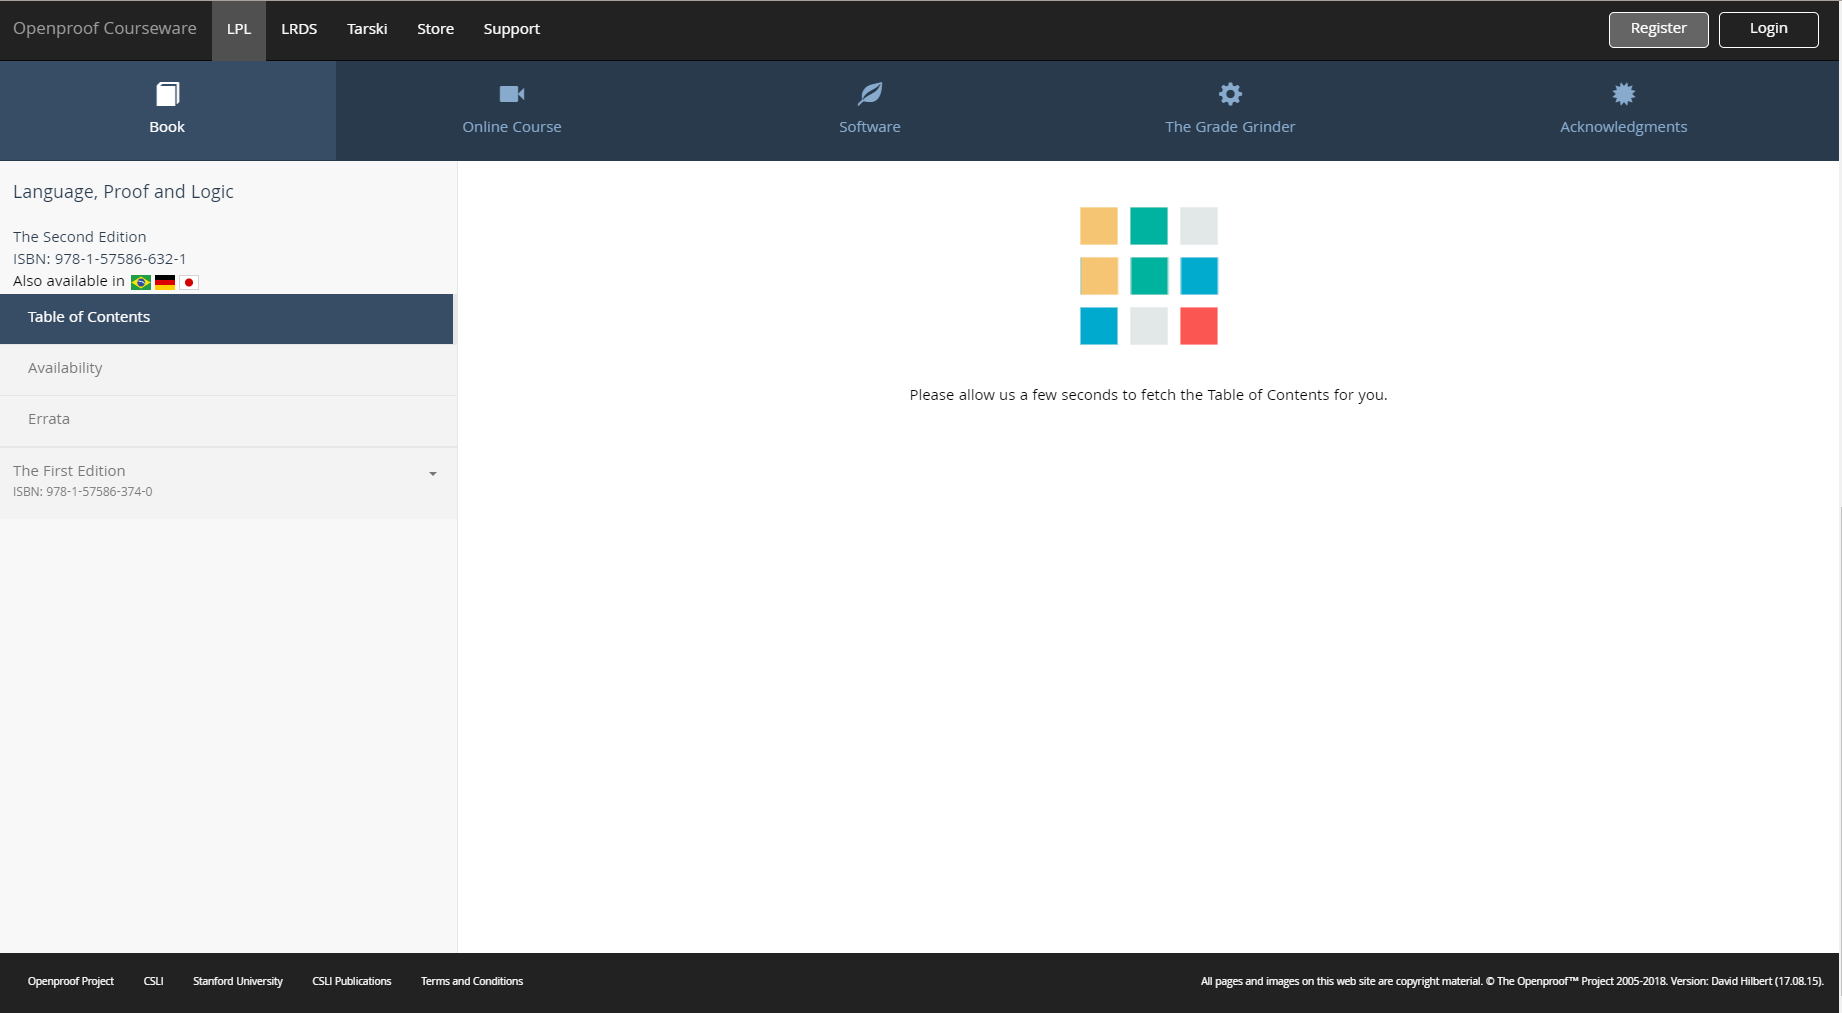 Openproof Courseware LPL LRDS Tarski Store Support Register Login
Book Online Course Software The Grade Grinder Acknowledgments
Language, Proof and Logic
The Second Edition
ISBN: 978-1-57586-632-1
Also available in
Table of Contents
Availability
Errata
The First Edition
ISBN: 978-1-57586-374-0
Please allow us a few seconds to fetch the Table of Contents for you.
Openproof Project CSLI Stanford University CSLI Publications Terms and Conditions All pages and images on this web site are copyright material. © The Openproof™ Project 2005-2018. Version: David Hilbert (17.08.15).